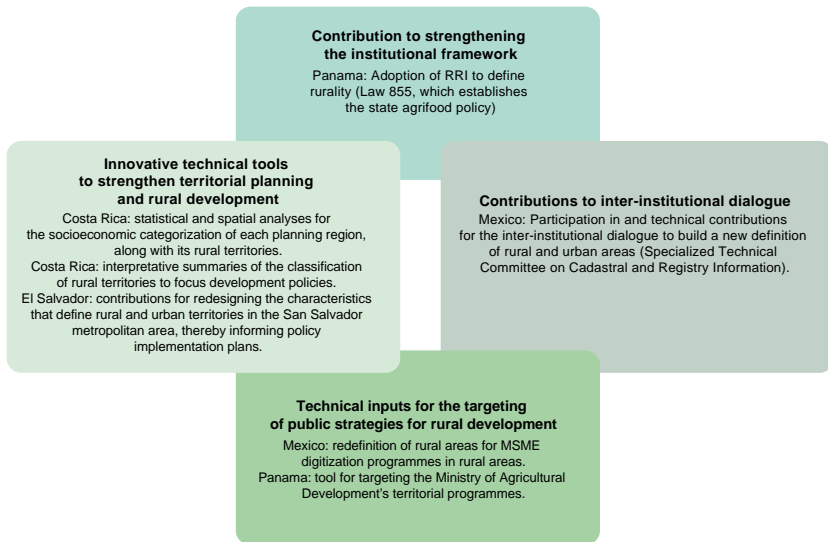 Contribution to strengthening
the institutional framework
Panama: Adoption of RRI to define
rurality (Law 855, which establishes
the state agrifood policy)
Innovative technical tools
to strengthen territorial planning
and rural development
Costa Rica: statistical and spatial analyses for
the socioeconomic categorization of each planning region,
along with its rural territories.
Costa Rica: interpretative summaries of the classification
of rural territories to focus development policies.
El Salvador: contributions for redesigning the characteristics
that define rural and urban territories in the San Salvador
metropolitan area, thereby informing policy
implementation plans.
Contributions to inter-institutional dialogue
Mexico: Participation in and technical contributions
for the inter-institutional dialogue to build a new definition
of rural and urban areas (Specialized Technical
Committee on Cadastral and Registry Information).
Technical inputs for the targeting
of public strategies for rural development
Mexico: redefinition of rural areas for MSME
digitization programmes in rural areas.
Panama: tool for targeting the Ministry of Agricultural
Development's territorial programmes.